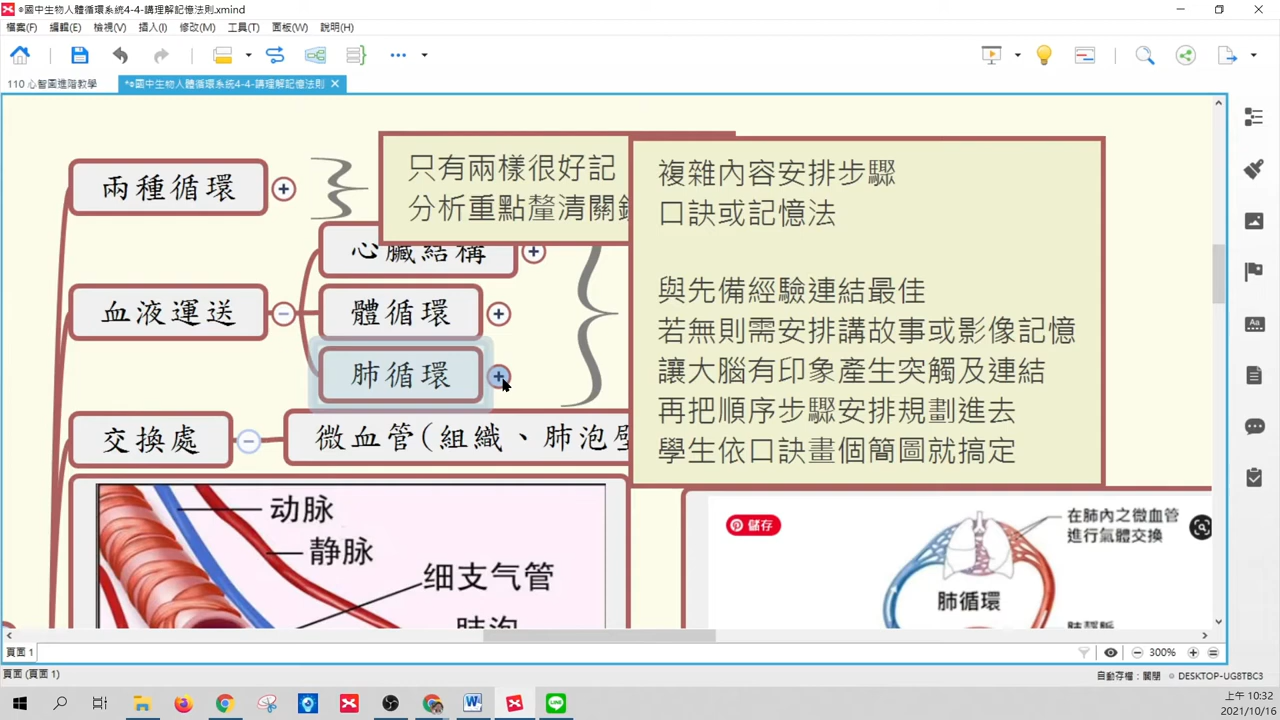 *國中生物人體循環系統4-4-講理解記憶法則.xmind
檔案(F) 編輯(E) 檢視(V) 插入(I) 修改(M) 工具(T) 面板(W) 說明(H)
110 心智圖進階教學
*國中生物人體循環系統4-4-講理解記憶法則
兩種循環
只有兩樣很好記
分析重點釐清關
心臟結構
血液運送
體循環
肺循環
交換處
微血管(組織、肺泡
複雜內容安排步驟
口訣或記憶法
與先備經驗連結最佳
若無則需安排講故事或影像記憶
讓大腦有印象產生突觸及連結
再把順序步驟安排規劃進去
學生依口訣畫個簡圖就搞定
动脉
静脉
细支气管
肺泡
儲存
在肺內之微血管
進行氣體交換
肺循環
頁面 1
300%
頁面 (頁面 1)
自動存檔：關閉
DESKTOP-UG8TBC3
上午 10:32
2021/10/16